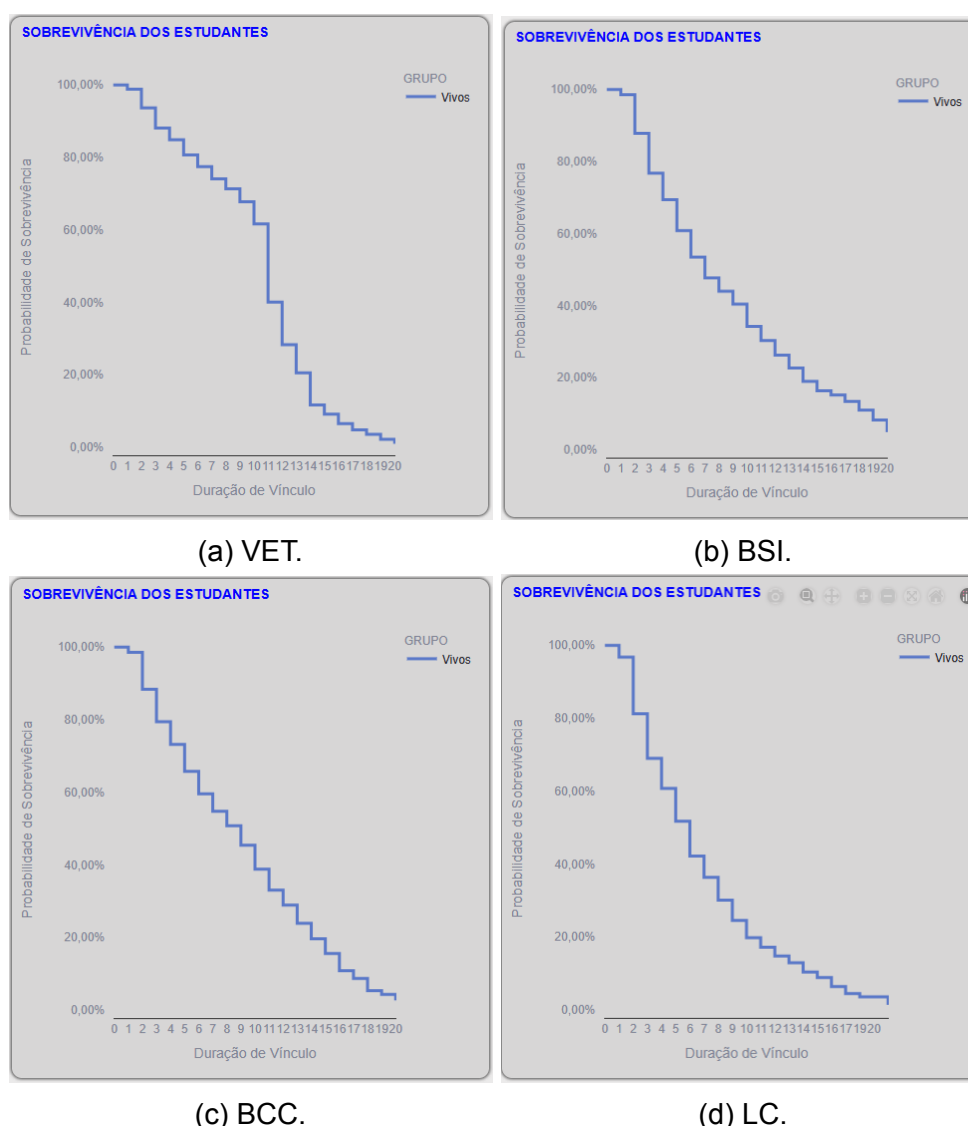 SOBREVIVÊNCIA DOS ESTUDANTES
GRUPO
Vivos
100,00%
80,00%
60,00%
40,00%
20,00%
0,00%
Probabilidade de Sobrevivência
0 1 2 3 4 5 6 7 8 9 10 11 12 13 14 15 16 17 18 19 20
Duração de Vínculo
(a) VET.
SOBREVIVÊNCIA DOS ESTUDANTES
GRUPO
Vivos
100,00%
80,00%
60,00%
40,00%
20,00%
0,00%
Probabilidade de Sobrevivência
0 1 2 3 4 5 6 7 8 9 10 11 12 13 14 15 16 17 18 19 20
Duração de Vínculo
(b) BSI.
SOBREVIVÊNCIA DOS ESTUDANTES
GRUPO
Vivos
100,00%
80,00%
60,00%
40,00%
20,00%
0,00%
Probabilidade de Sobrevivência
0 1 2 3 4 5 6 7 8 9 10 11 12 13 14 15 16 17 18 19 20
Duração de Vínculo
(c) BCC.
SOBREVIVÊNCIA DOS ESTUDANTES
GRUPO
Vivos
100,00%
80,00%
60,00%
40,00%
20,00%
0,00%
Probabilidade de Sobrevivência
0 1 2 3 4 5 6 7 8 9 10 11 12 13 14 15 16 17 18 19 20
Duração de Vínculo
(d) LC.